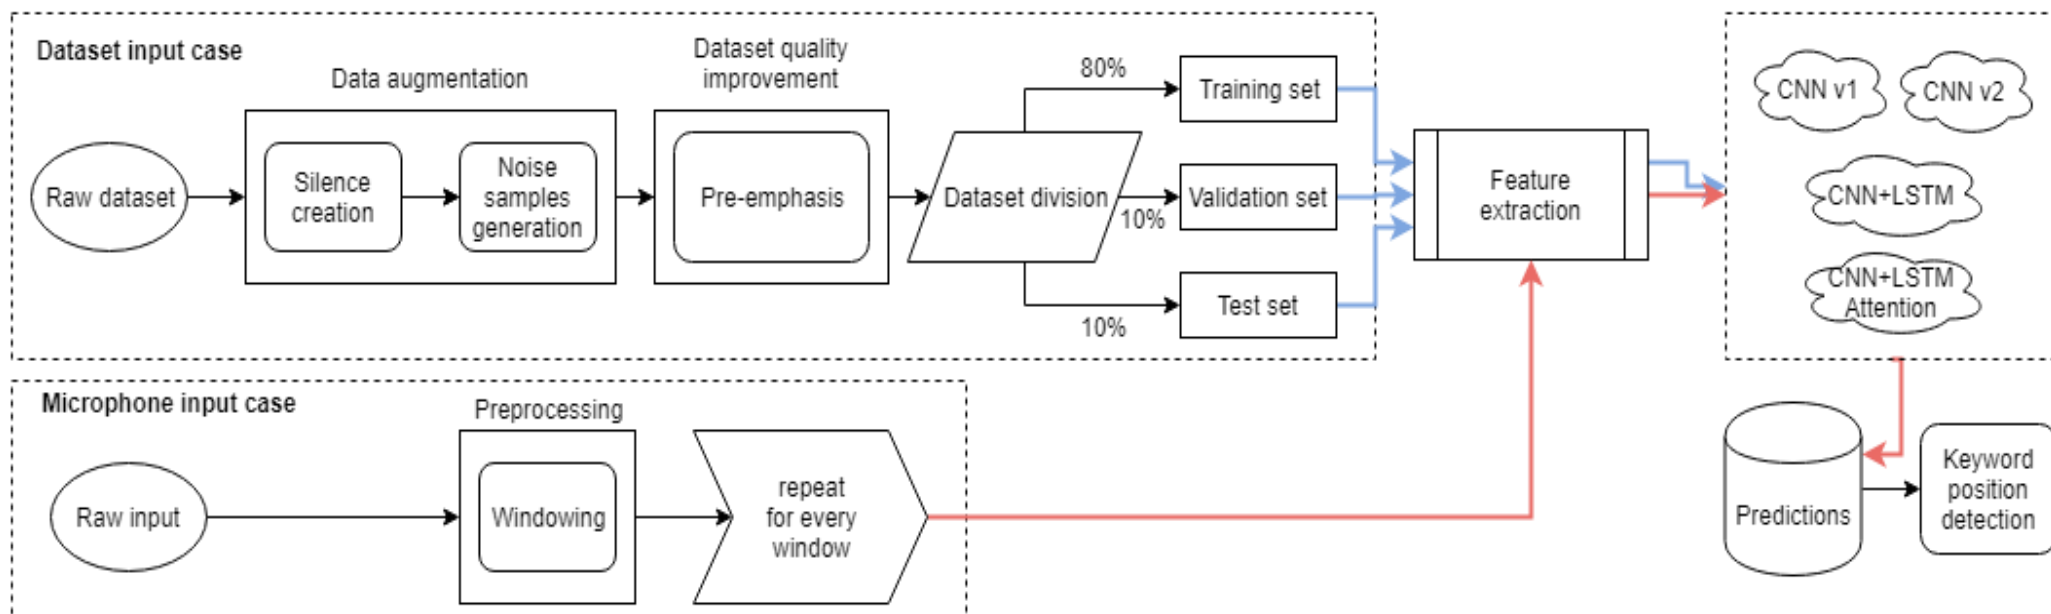 Dataset input case
Data augmentation
Dataset quality
improvement
Raw dataset
Silence
creation
Noise
samples
generation
Pre-emphasis
Dataset division
80%
10%
10%
Training set
Validation set
Test set
Feature
extraction
CNN v1
CNN v2
CNN+LSTM
CNN+LSTM
Attention
Microphone input case
Preprocessing
Raw input
Windowing
repeat
for every
window
Predictions
Keyword
position
detection